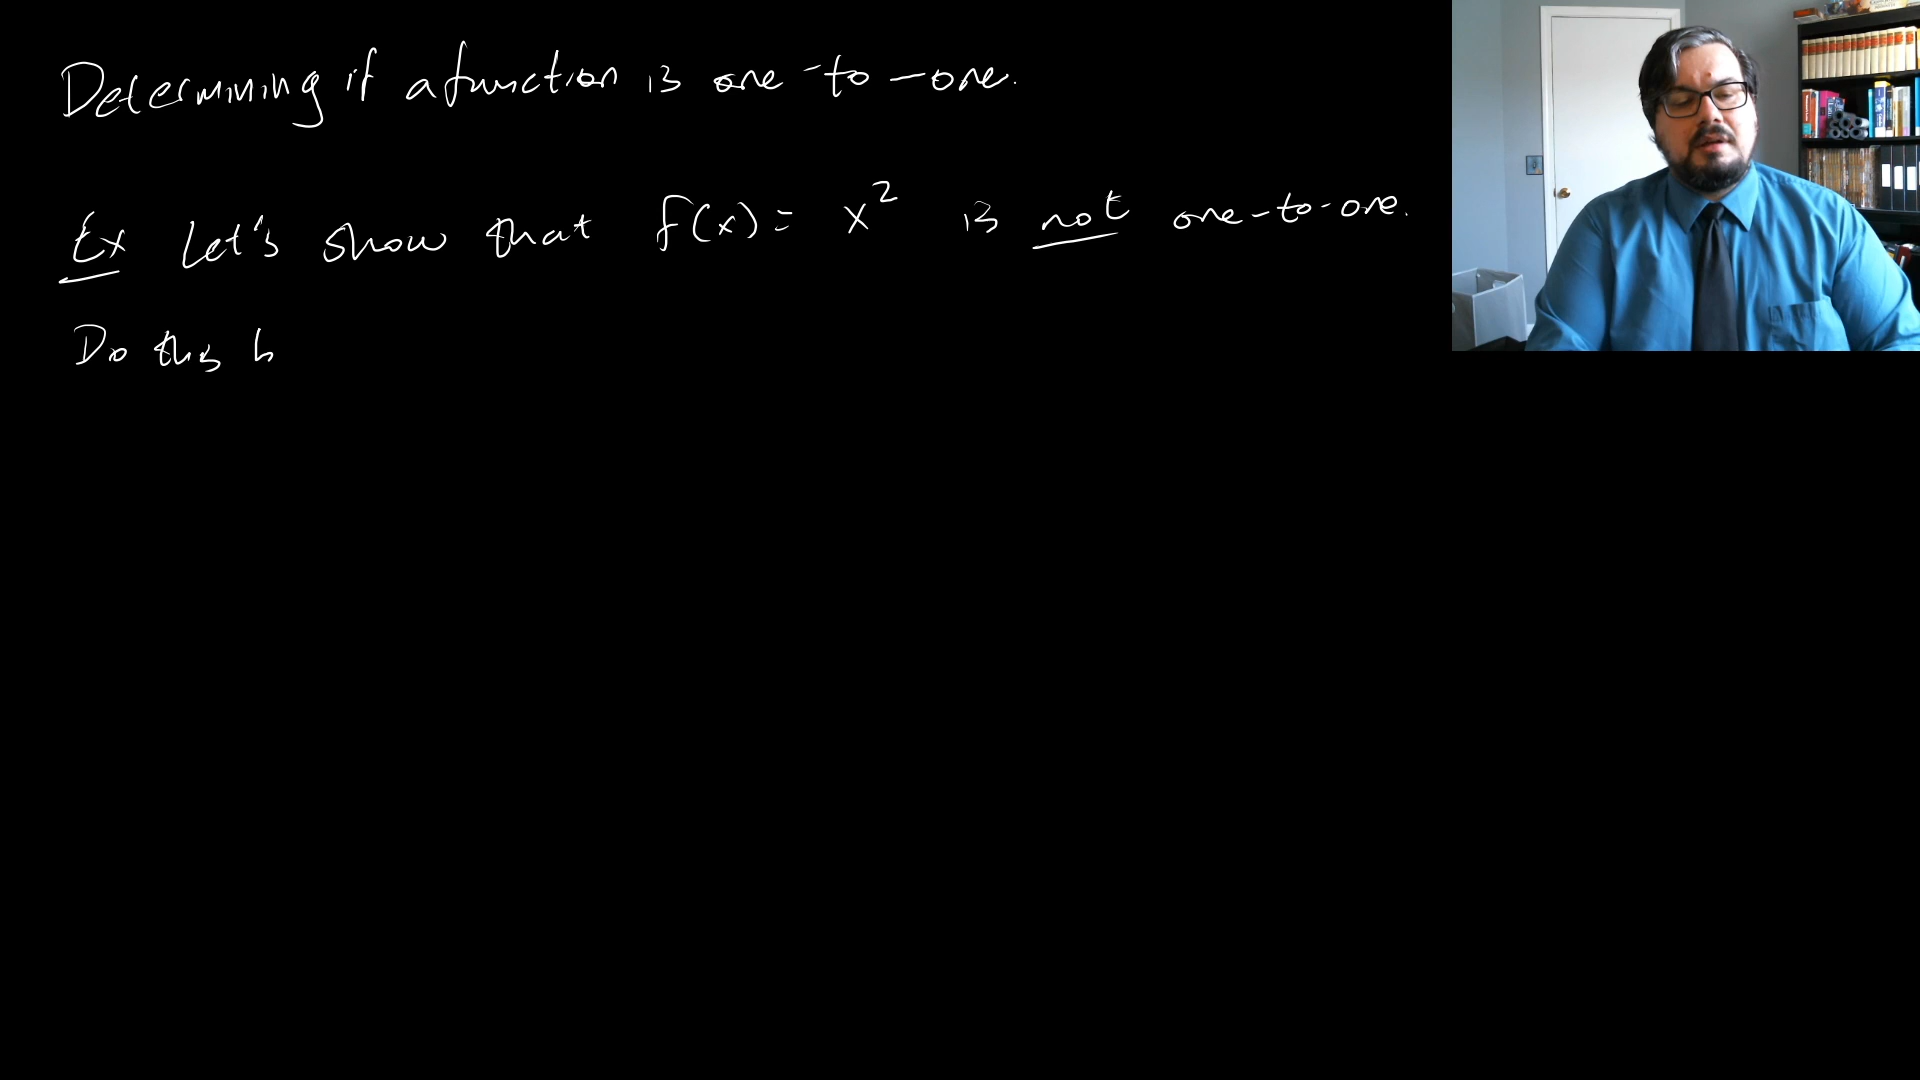 Determining if a function is one-to-one.
Ex Let's show that f(x) = x² is not one-to-one.
Do this b